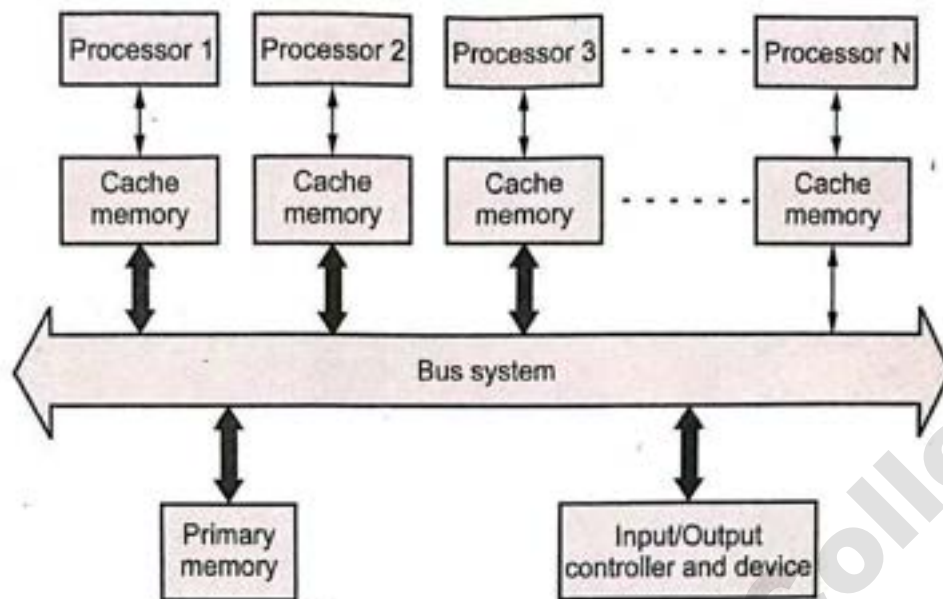 Processor 1
Processor 2
Processor 3
Processor N
Cache
memory
Cache
memory
Cache
memory
Cache
memory
Bus system
Primary
memory
Input/Output
controller and device